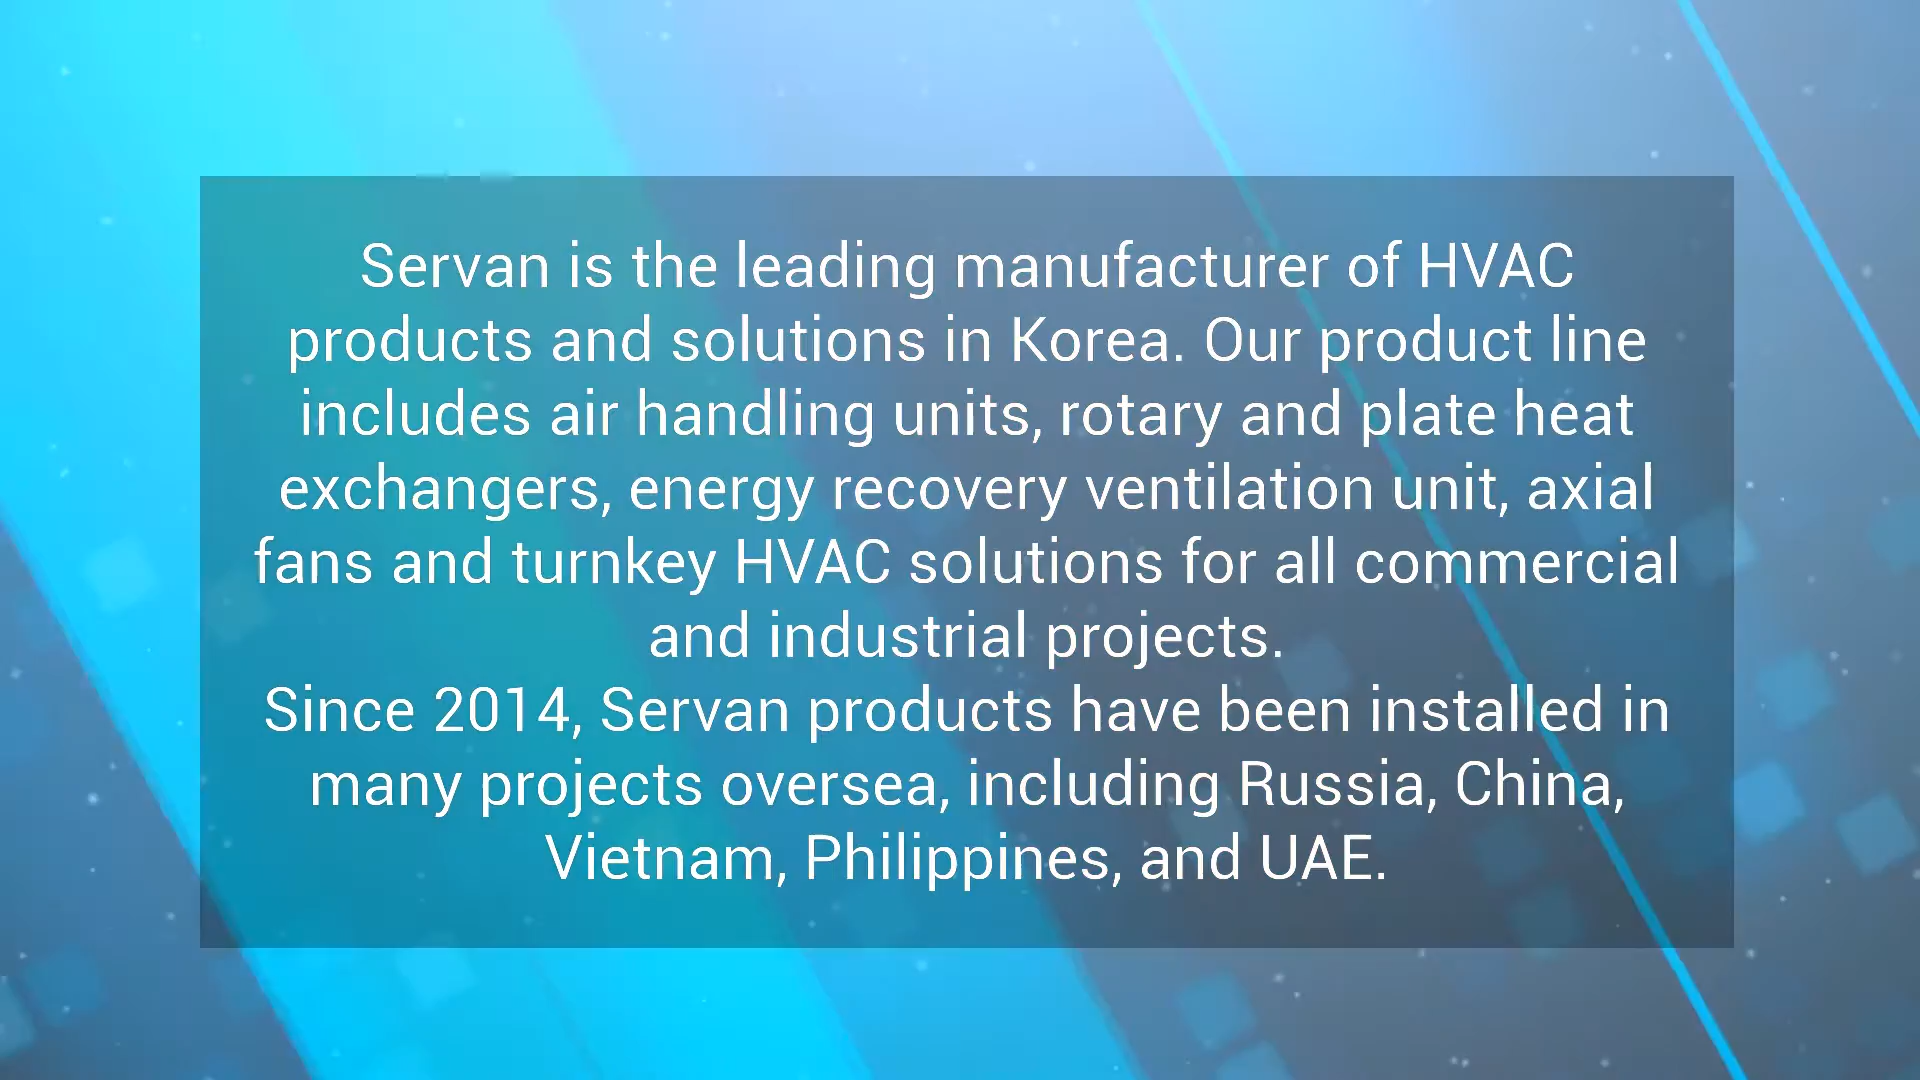 Servan is the leading manufacturer of HVAC
products and solutions in Korea. Our product line
includes air handling units, rotary and plate heat
exchangers, energy recovery ventilation unit, axial
fans and turnkey HVAC solutions for all commercial
and industrial projects.
Since 2014, Servan products have been installed in
many projects oversea, including Russia, China,
Vietnam, Philippines, and UAE.